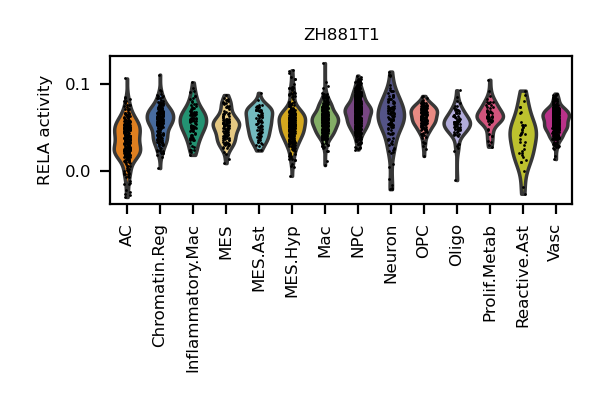 ZH881T1
RELA activity
0.1
0.0
AC
Chromatin.Reg
Inflammatory.Mac
MES
MES.Ast
MES.Hyp
Mac
NPC
Neuron
OPC
Oligo
Prolif.Metab
Reactive.Ast
Vasc